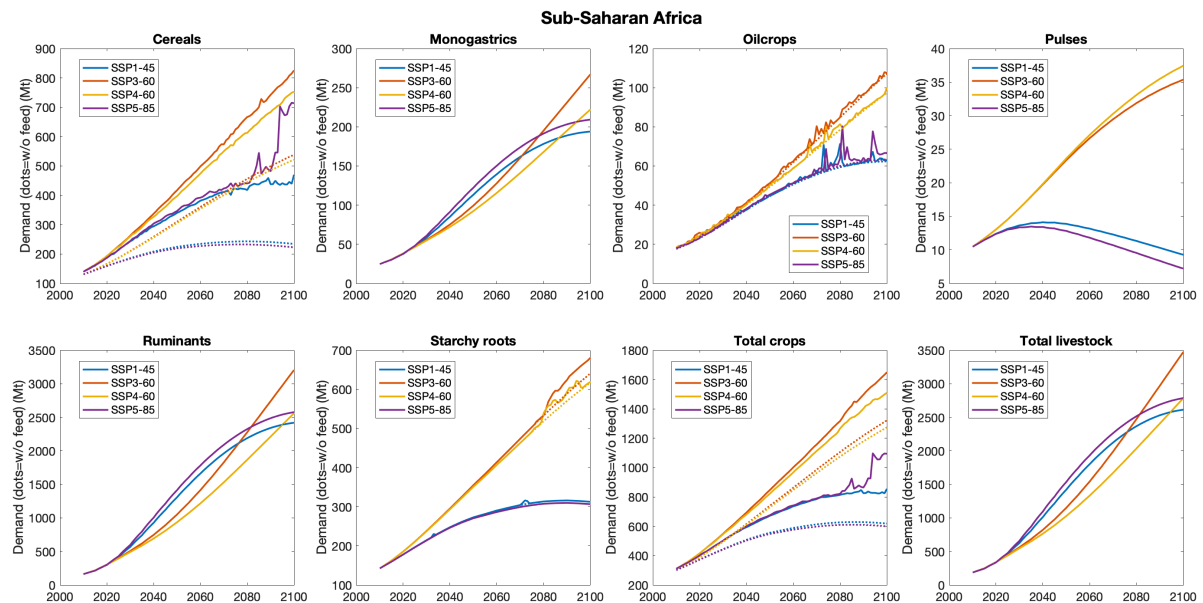 Sub-Saharan Africa
Cereals
Demand (dots=w/o feed) (Mt)
900
800
700
600
500
400
300
200
100
2000 2020 2040 2060 2080 2100
SSP1-45
SSP3-60
SSP4-60
SSP5-85
Monogastrics
Demand (dots=w/o feed) (Mt)
300
250
200
150
100
50
0
2000 2020 2040 2060 2080 2100
SSP1-45
SSP3-60
SSP4-60
SSP5-85
Oilcrops
Demand (dots=w/o feed) (Mt)
120
100
80
60
40
20
0
2000 2020 2040 2060 2080 2100
SSP1-45
SSP3-60
SSP4-60
SSP5-85
Pulses
Demand (dots=w/o feed) (Mt)
40
35
30
25
20
15
10
5
2000 2020 2040 2060 2080 2100
SSP1-45
SSP3-60
SSP4-60
SSP5-85
Ruminants
Demand (dots=w/o feed) (Mt)
3500
3000
2500
2000
1500
1000
500
0
2000 2020 2040 2060 2080 2100
SSP1-45
SSP3-60
SSP4-60
SSP5-85
Starchy roots
Demand (dots=w/o feed) (Mt)
700
600
500
400
300
200
100
2000 2020 2040 2060 2080 2100
SSP1-45
SSP3-60
SSP4-60
SSP5-85
Total crops
Demand (dots=w/o feed) (Mt)
1800
1600
1400
1200
1000
800
600
400
200
2000 2020 2040 2060 2080 2100
SSP1-45
SSP3-60
SSP4-60
SSP5-85
Total livestock
Demand (dots=w/o feed) (Mt)
3500
3000
2500
2000
1500
1000
500
0
2000 2020 2040 2060 2080 2100
SSP1-45
SSP3-60
SSP4-60
SSP5-85